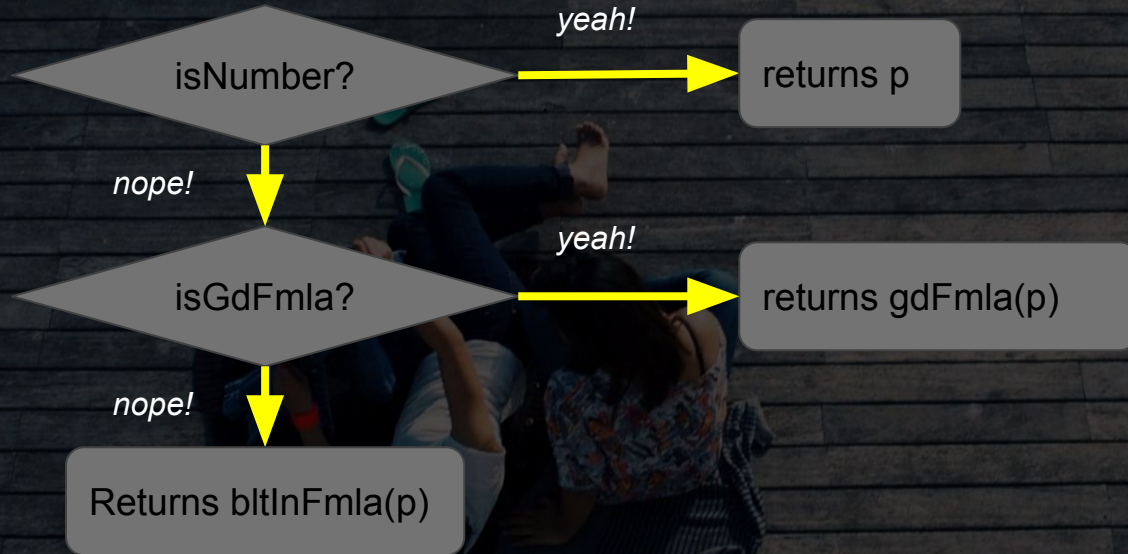 yeah!
isNumber?
returns p
nope!
yeah!
isGdFmla?
returns gdFmla(p)
nope!
Returns bltInFmla(p)